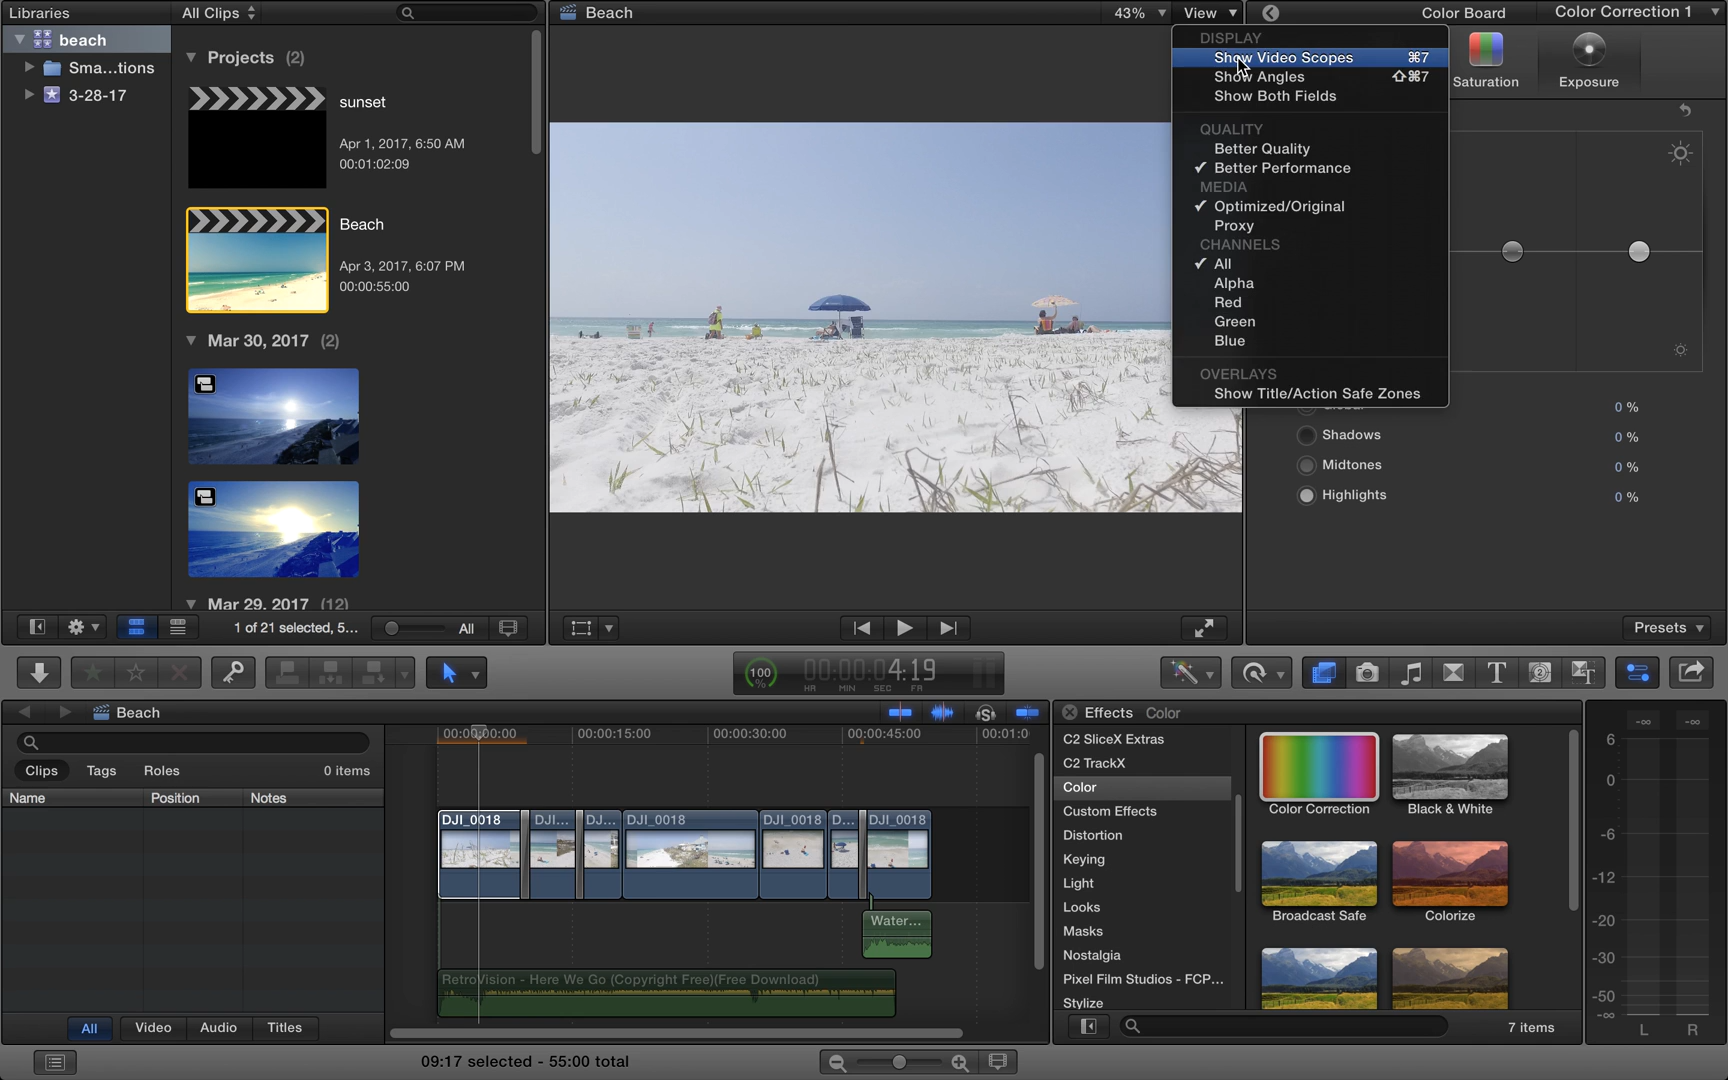 Libraries
beach
Sma...tions
3-28-17
All Clips
Projects (2)
sunset
Apr 1, 2017, 6:50 AM
00:01:02:09
Beach
Apr 3, 2017, 6:07 PM
00:00:55:00
Mar 30, 2017 (2)
Mar 29, 2017 (12)
1 of 21 selected, 5...
All
Beach
43%
View
DISPLAY
Show Video Scopes ⌘7
Show Angles ⇧⌘7
Show Both Fields
QUALITY
Better Quality
✓ Better Performance
MEDIA
✓ Optimized/Original
Proxy
CHANNELS
✓ All
Alpha
Red
Green
Blue
OVERLAYS
Show Title/Action Safe Zones
Color Board
Color Correction 1
Saturation
Exposure
Global 0 %
Shadows 0 %
Midtones 0 %
Highlights 0 %
Presets
100 %
00:00:04:19
HR MIN SEC FR
Beach
Clips Tags Roles 0 items
Name Position Notes
All Video Audio Titles
00:00:00:00 00:00:15:00 00:00:30:00 00:00:45:00 00:01:0
DJI_0018 DJI... DJ... DJI_0018 DJI_0018 D... DJI_0018
Water...
RetroVision - Here We Go (Copyright Free)(Free Download)
09:17 selected - 55:00 total
Effects Color
C2 SliceX Extras
C2 TrackX
Color
Custom Effects
Distortion
Keying
Light
Looks
Masks
Nostalgia
Pixel Film Studios - FCP...
Stylize
Color Correction
Black & White
Broadcast Safe
Colorize
7 items
-∞ -∞
6
0
-6
-12
-20
-30
-50
-∞
L R